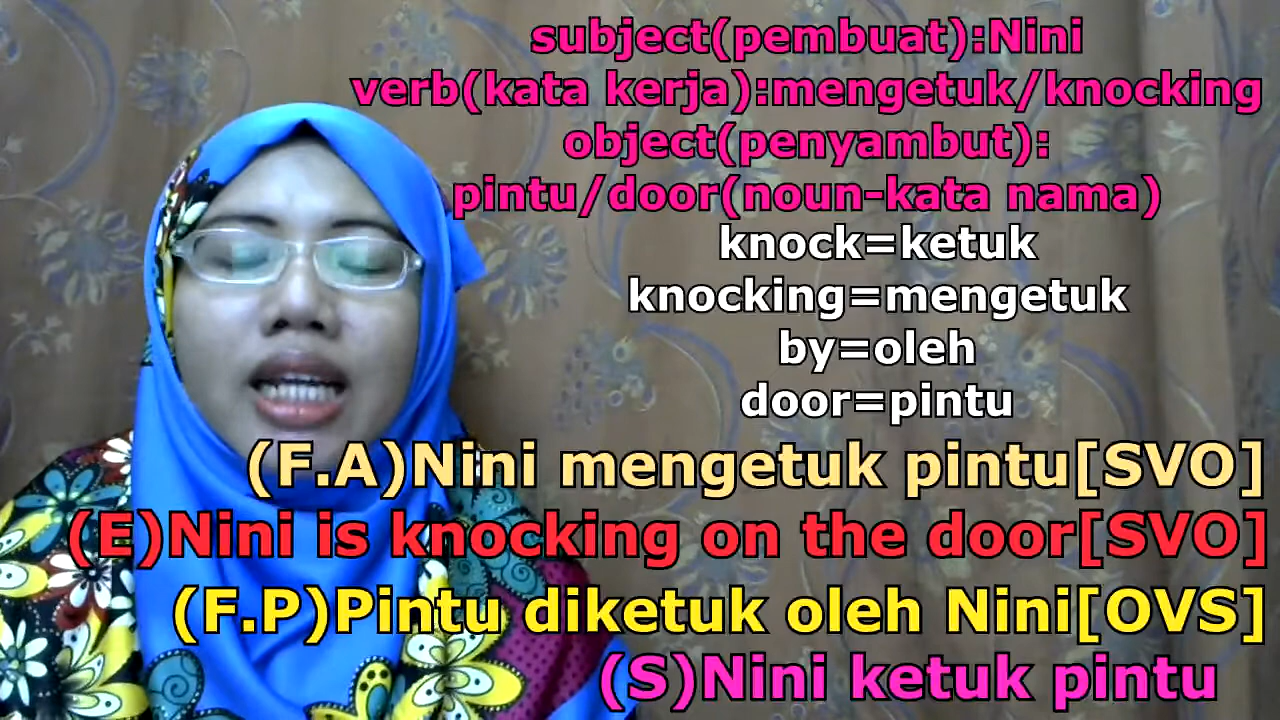 subject(pembuat):Nini
verb(kata kerja):mengetuk/knocking
object(penyambut):
pintu/door(noun-kata nama)
knock=ketuk
knocking=mengetuk
by=oleh
door=pintu
(F.A)Nini mengetuk pintu[SVO]
(E)Nini is knocking on the door[SVO]
(F.P)Pintu diketuk oleh Nini[OVS]
(S)Nini ketuk pintu